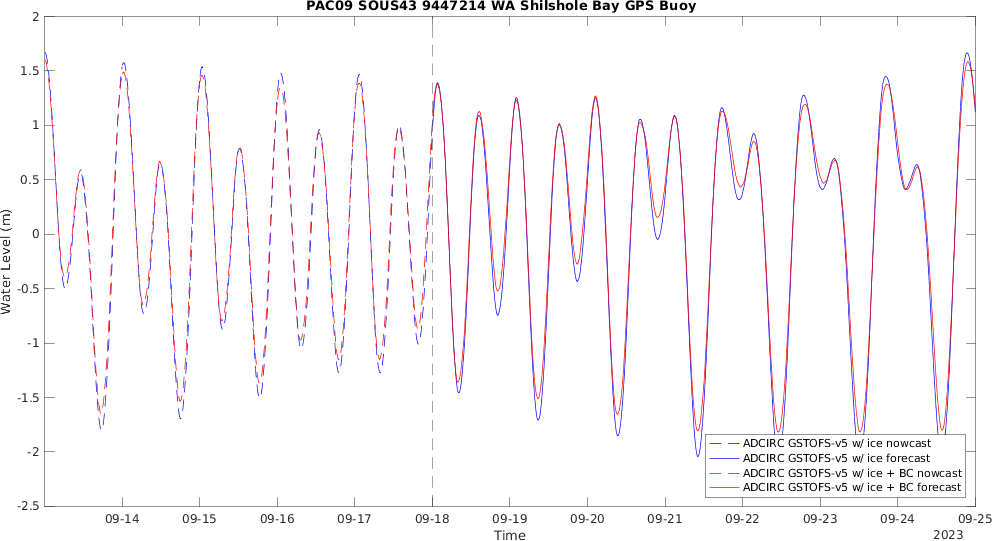 PAC09 SOUS43 9447214 WA Shilshole Bay GPS Buoy
2
1.5
1
0.5
0
-0.5
-1
-1.5
-2
-2.5
Water Level (m)
ADCIRC GSTOFS-v5 w/ ice nowcast
ADCIRC GSTOFS-v5 w/ ice forecast
ADCIRC GSTOFS-v5 w/ ice + BC nowcast
ADCIRC GSTOFS-v5 w/ ice + BC forecast
09-14 09-15 09-16 09-17 09-18 09-19 09-20 09-21 09-22 09-23 09-24 09-25
Time
2023